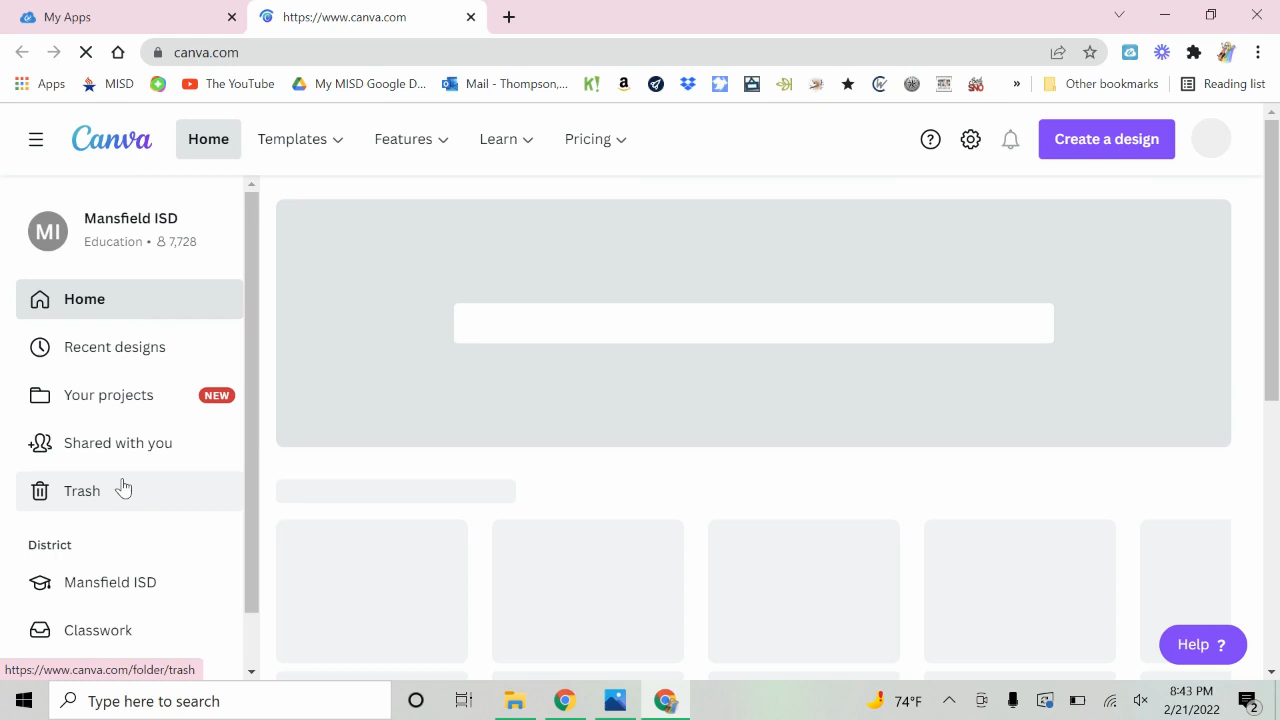 My Apps
https://www.canva.com
canva.com
Apps
MISD
The YouTube
My MISD Google D...
Mail - Thompson,...
K!
a
SNO
»
Other bookmarks
Reading list
Canva
Home
Templates
Features
Learn
Pricing
Create a design
MI
Mansfield ISD
Education • 7,728
Home
Recent designs
Your projects
NEW
Shared with you
Trash
District
Mansfield ISD
Classwork
https://www.canva.com/folder/trash
Help ?
Type here to search
74°F
8:43 PM
2/21/2022
2